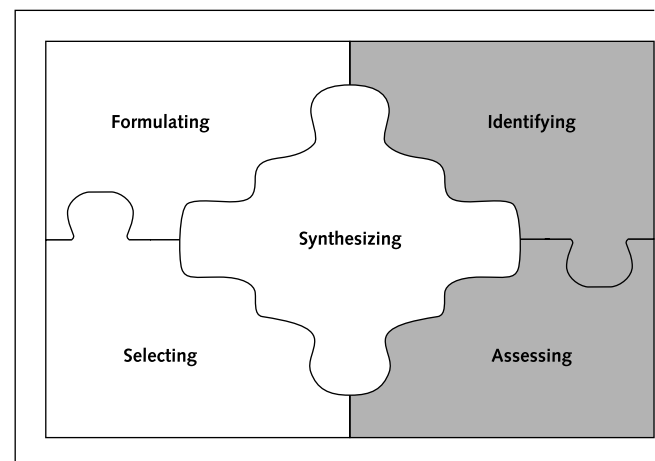 Formulating
Identifying
Synthesizing
Selecting
Assessing